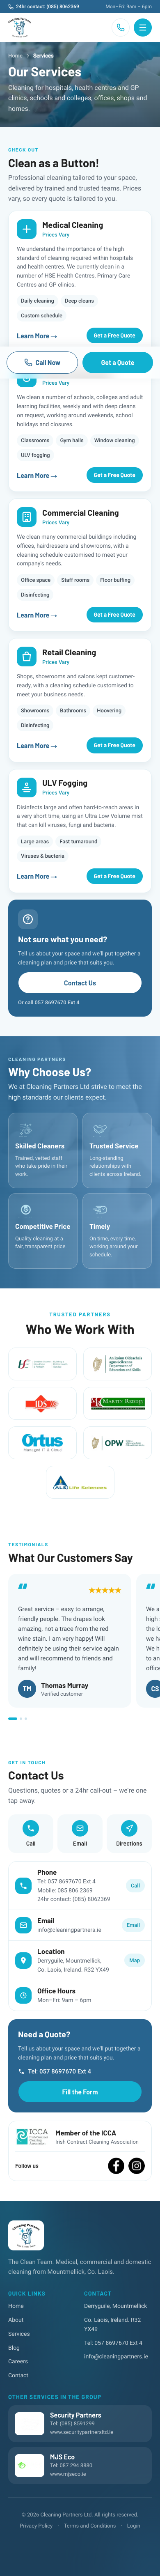 24hr contact: (085) 8062369
Mon–Fri: 9am – 6pm
Home
Services
Our Services
Cleaning for hospitals, health centres and GP
clinics, schools and colleges, offices, shops and
homes.
CHECK OUT
Clean as a Button!
Professional cleaning tailored to your space,
delivered by trained and trusted teams. Prices
vary, so every quote is tailored to you.
Medical Cleaning
Prices Vary
We understand the importance of the high
standard of cleaning required within hospitals
and health centres. We currently clean in a
number of HSE Health Centres, Primary Care
Centres and GP clinics.
Daily cleaning
Deep cleans
Custom schedule
Learn More →
Get a Free Quote
Call Now
Get a Quote
Prices Vary
We clean a number of schools, colleges and adult
learning facilities, weekly and with deep cleans
available, working around weekends, school
holidays and closures.
Classrooms
Gym halls
Window cleaning
ULV fogging
Learn More →
Get a Free Quote
Commercial Cleaning
Prices Vary
We clean many commercial buildings including
offices, hairdressers and showrooms, with a
cleaning schedule customised to meet your
company's needs.
Office space
Staff rooms
Floor buffing
Disinfecting
Learn More →
Get a Free Quote
Retail Cleaning
Prices Vary
Shops, showrooms and salons kept customer-
ready, with a cleaning schedule customised to
meet your business needs.
Showrooms
Bathrooms
Hoovering
Disinfecting
Learn More →
Get a Free Quote
ULV Fogging
Prices Vary
Disinfects large and often hard-to-reach areas in
a very short time, using an Ultra Low Volume mist
that can kill viruses, fungi and bacteria.
Large areas
Fast turnaround
Viruses & bacteria
Learn More →
Get a Free Quote
Not sure what you need?
Tell us about your space and we'll put together a
cleaning plan and price that suits you.
Contact Us
Or call 057 8697670 Ext 4
CLEANING PARTNERS
Why Choose Us?
We at Cleaning Partners Ltd strive to meet the
high standards our clients expect.
Skilled Cleaners
Trained, vetted staff
who take pride in their
work.
Trusted Service
Long-standing
relationships with
clients across Ireland.
Competitive Price
Quality cleaning at a
fair, transparent price.
Timely
On time, every time,
working around your
schedule.
TRUSTED PARTNERS
Who We Work With
IDS
MARTIN REDDY
Ortus
OPW
ALS Life Sciences
TESTIMONIALS
What Our Customers Say
Great service – easy to arrange,
friendly people. The drapes look
amazing, not a trace from the red
wine stain. I am very happy! Will
definitely be using their service again
and will recommend to friends and
family!
TM
Thomas Murray
Verified customer
CS
GET IN TOUCH
Contact Us
Questions, quotes or a 24hr call-out – we're one
tap away.
Call
Email
Directions
Phone
Tel: 057 8697670 Ext 4
Mobile: 085 806 2369
24hr contact: (085) 8062369
Call
Email
info@cleaningpartners.ie
Email
Location
Derryguile, Mountmellick,
Co. Laois, Ireland. R32 YX49
Map
Office Hours
Mon–Fri: 9am – 6pm
Need a Quote?
Tell us about your space and we'll put together a
cleaning plan and price that suits you.
Tel: 057 8697670 Ext 4
Fill the Form
ICCA
Member of the ICCA
Irish Contract Cleaning Association
Follow us
The Clean Team. Medical, commercial and domestic
cleaning from Mountmellick, Co. Laois.
QUICK LINKS
Home
About
Services
Blog
Careers
Contact
CONTACT
Derryguile, Mountmellick
Co. Laois, Ireland. R32
YX49
Tel: 057 8697670 Ext 4
info@cleaningpartners.ie
OTHER SERVICES IN THE GROUP
Security Partners
Tel: (085) 8591299
www.securitypartnersltd.ie
MJS Eco
Tel: 087 294 8880
www.mjseco.ie
© 2026 Cleaning Partners Ltd. All rights reserved.
Privacy Policy
Terms and Conditions
Login